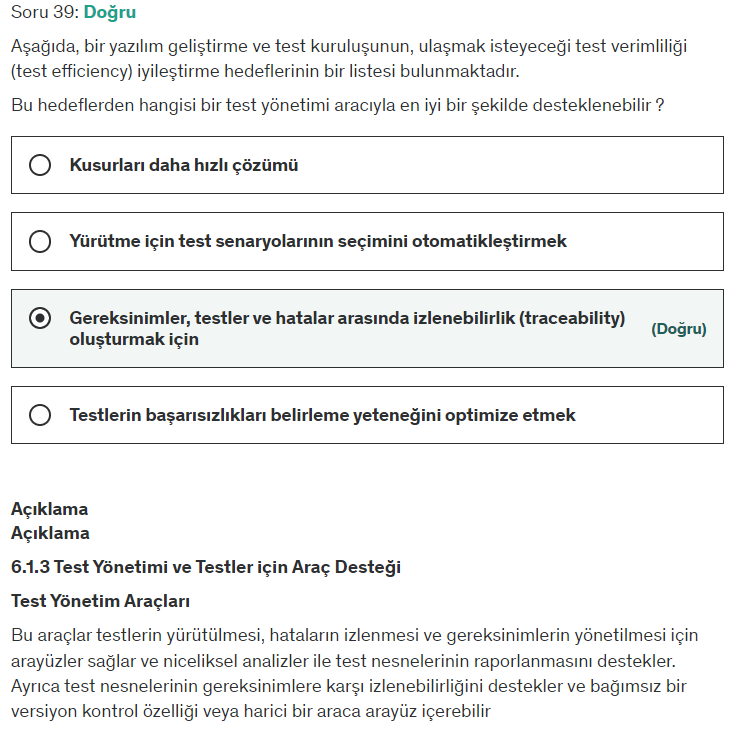 Soru 39: Doğru
Aşağıda, bir yazılım geliştirme ve test kuruluşunun, ulaşmak isteyeceği test verimliliği
(test efficiency) iyileştirme hedeflerinin bir listesi bulunmaktadır.
Bu hedeflerden hangisi bir test yönetimi aracıyla en iyi bir şekilde desteklenebilir ?
Kusurları daha hızlı çözümü
Yürütme için test senaryolarının seçimini otomatikleştirmek
Gereksinimler, testler ve hatalar arasında izlenebilirlik (traceability)
oluşturmak için
(Doğru)
Testlerin başarısızlıkları belirleme yeteneğini optimize etmek
Açıklama
Açıklama
6.1.3 Test Yönetimi ve Testler için Araç Desteği
Test Yönetim Araçları
Bu araçlar testlerin yürütülmesi, hataların izlenmesi ve gereksinimlerin yönetilmesi için
arayüzler sağlar ve niceliksel analizler ile test nesnelerinin raporlanmasını destekler.
Ayrıca test nesnelerinin gereksinimlere karşı izlenebilirliğini destekler ve bağımsız bir
versiyon kontrol özelliği veya harici bir araca arayüz içerebilir